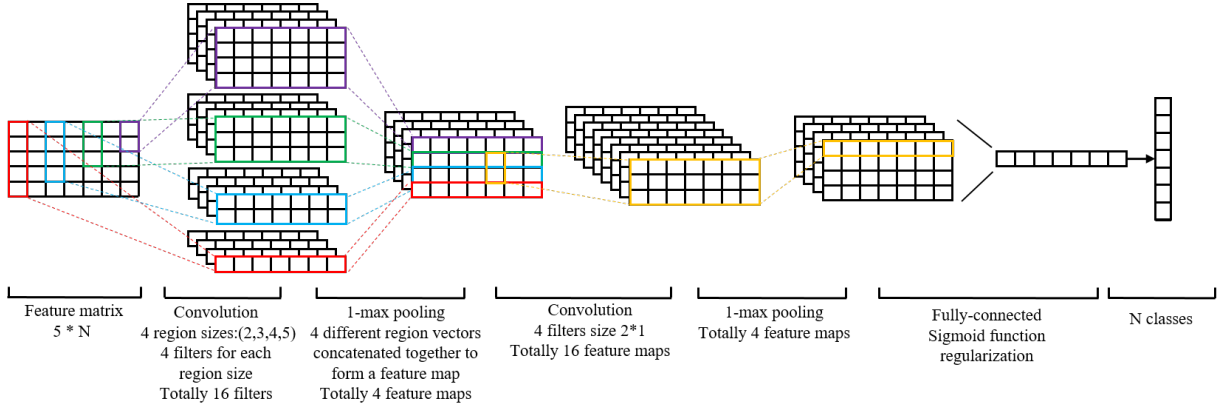 Feature matrix
5 * N
Convolution
4 region sizes:(2,3,4,5)
4 filters for each
region size
Totally 16 filters
1-max pooling
4 different region vectors
concatenated together to
form a feature map
Totally 4 feature maps
Convolution
4 filters size 2*1
Totally 16 feature maps
1-max pooling
Totally 4 feature maps
Fully-connected
Sigmoid function
regularization
N classes